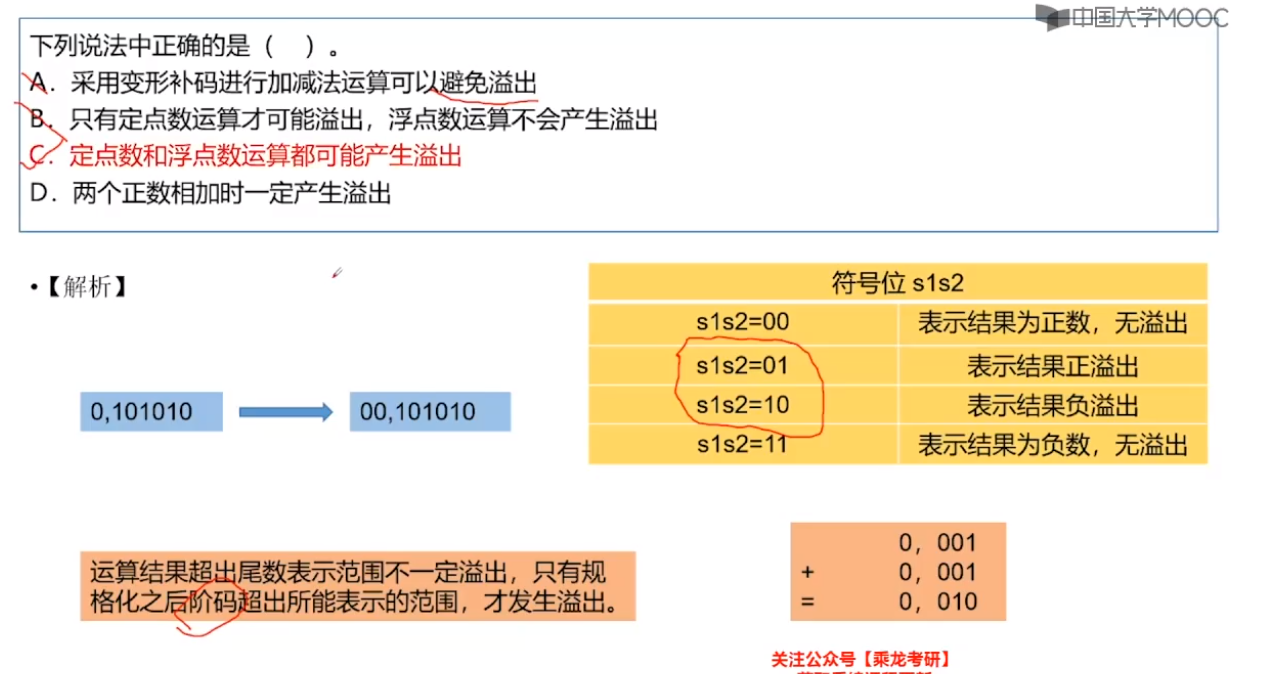 中国大学MOOC
下列说法中正确的是（ ）。
A. 采用变形补码进行加减法运算可以避免溢出
B. 只有定点数运算才可能溢出，浮点数运算不会产生溢出
C. 定点数和浮点数运算都可能产生溢出
D. 两个正数相加时一定产生溢出
•【解析】
符号位 s1s2
s1s2=00 表示结果为正数，无溢出
s1s2=01 表示结果正溢出
s1s2=10 表示结果负溢出
s1s2=11 表示结果为负数，无溢出
0,101010
00,101010
运算结果超出尾数表示范围不一定溢出，只有规
格化之后阶码超出所能表示的范围，才发生溢出。
0，001
+ 0，001
= 0，010
关注公众号【乘龙考研】